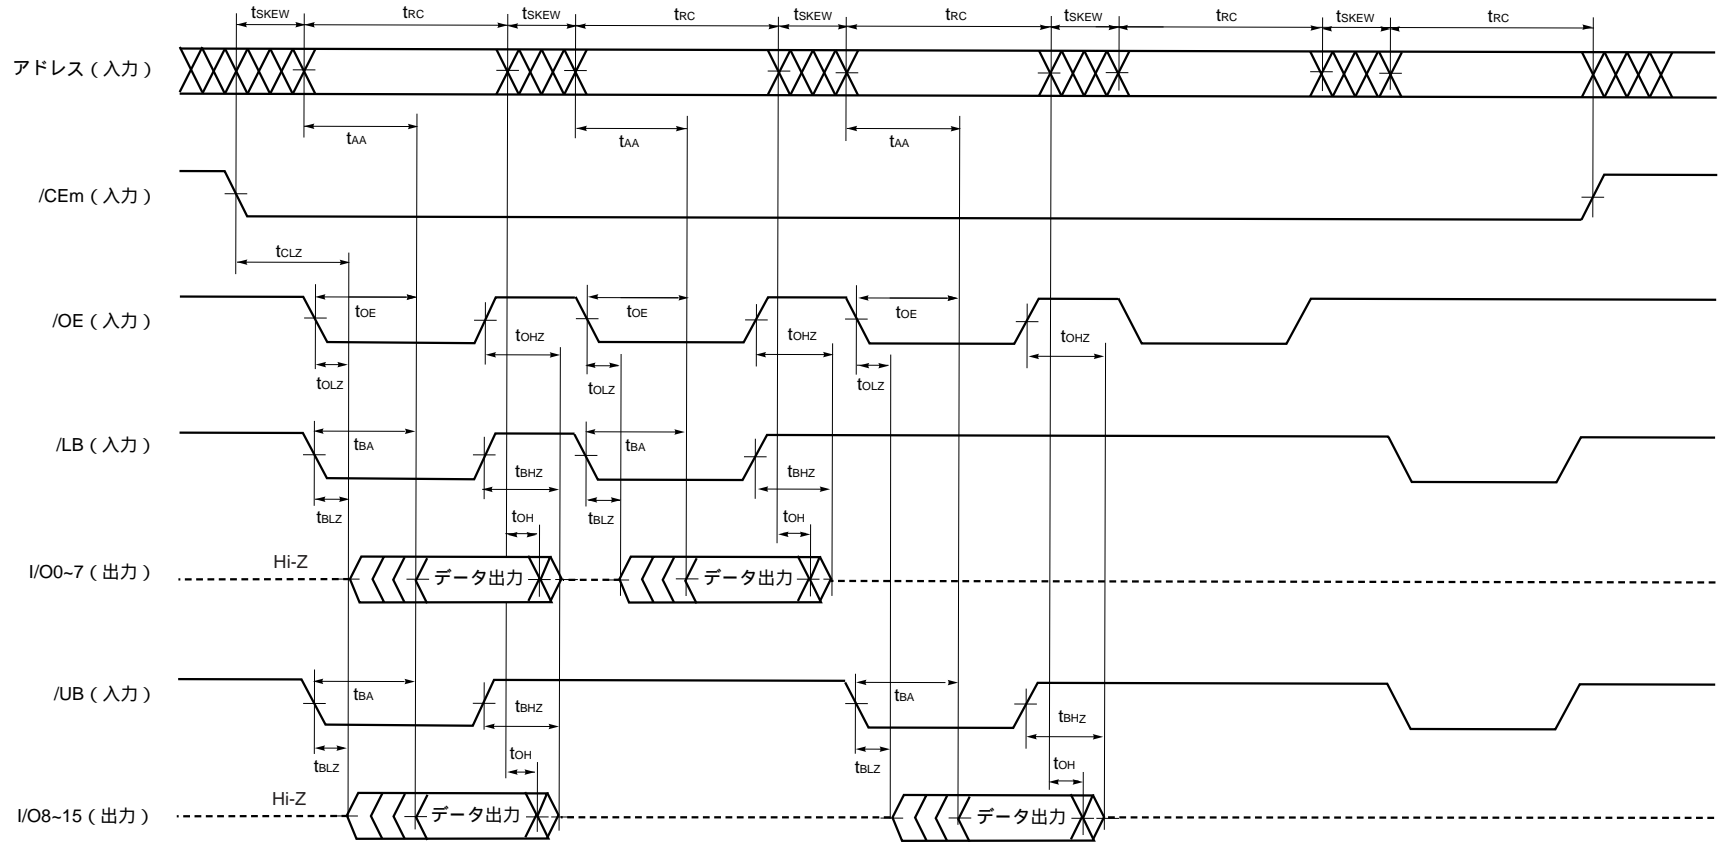 tSKEW tRC tSKEW tRC tSKEW tRC tSKEW tRC tSKEW tRC
アドレス（入力）
tAA tAA tAA
/CEm（入力）
tCLZ
/OE（入力）
tOE tOHZ tOE tOHZ tOE tOHZ
tOLZ tOLZ tOLZ
/LB（入力）
tBA tBHZ tBA tBHZ
tBLZ tOH tBLZ tOH
I/O0~7（出力）
Hi-Z データ出力 データ出力
/UB（入力）
tBA tBHZ tBA tBHZ
tBLZ tOH tBLZ tOH
I/O8~15（出力）
Hi-Z データ出力 データ出力